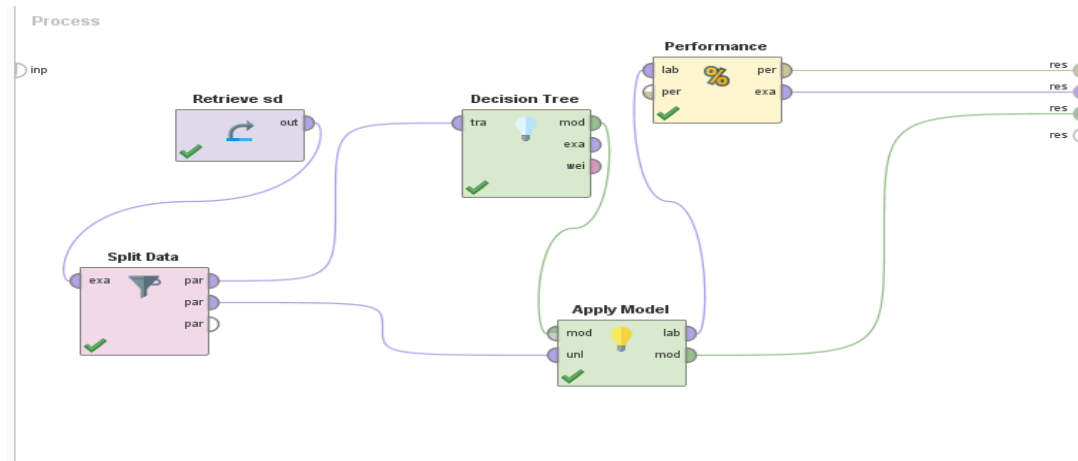 Process
inp
Retrieve sd
out
Split Data
exa par
par
par
Decision Tree
tra mod
exa
wei
Apply Model
mod lab
unl mod
Performance
% 
lab per
per exa
res
res
res
res